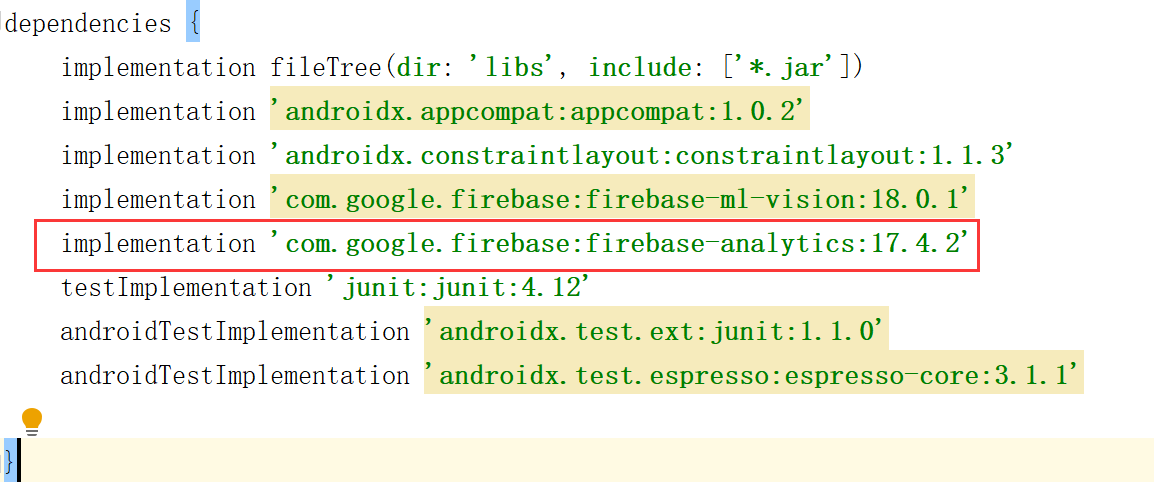 dependencies {
implementation fileTree(dir: 'libs', include: ['*.jar'])
implementation 'androidx.appcompat:appcompat:1.0.2'
implementation 'androidx.constraintlayout:constraintlayout:1.1.3'
implementation 'com.google.firebase:firebase-ml-vision:18.0.1'
implementation 'com.google.firebase:firebase-analytics:17.4.2'
testImplementation 'junit:junit:4.12'
androidTestImplementation 'androidx.test.ext:junit:1.1.0'
androidTestImplementation 'androidx.test.espresso:espresso-core:3.1.1'
}